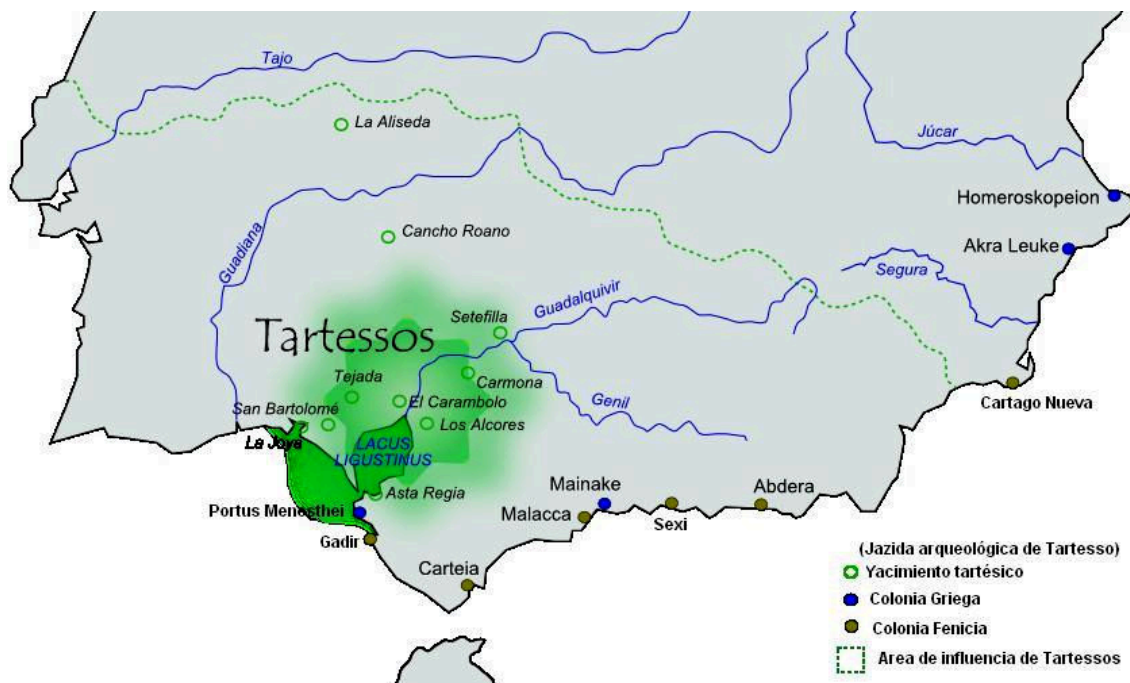 Tajo
La Aliseda
Júcar
Homeroskopeion
Cancho Roano
Guadiana
Akra Leuke
Segura
Guadalquivir
Setefilla
Tartessos
Tejada
Carmona
Cartago Nueva
El Carambolo
San Bartolomé
Genil
Los Alcores
La Joya
LACUS
LIGUSTINUS
Asta Regia
Mainake
Abdera
Portus Menesthei
Malacca
Sexi
Gadir
Carteia
(Jazida arqueológica de Tartesso)
Yacimiento tartésico
Colonia Griega
Colonia Fenicia
Area de influencia de Tartessos